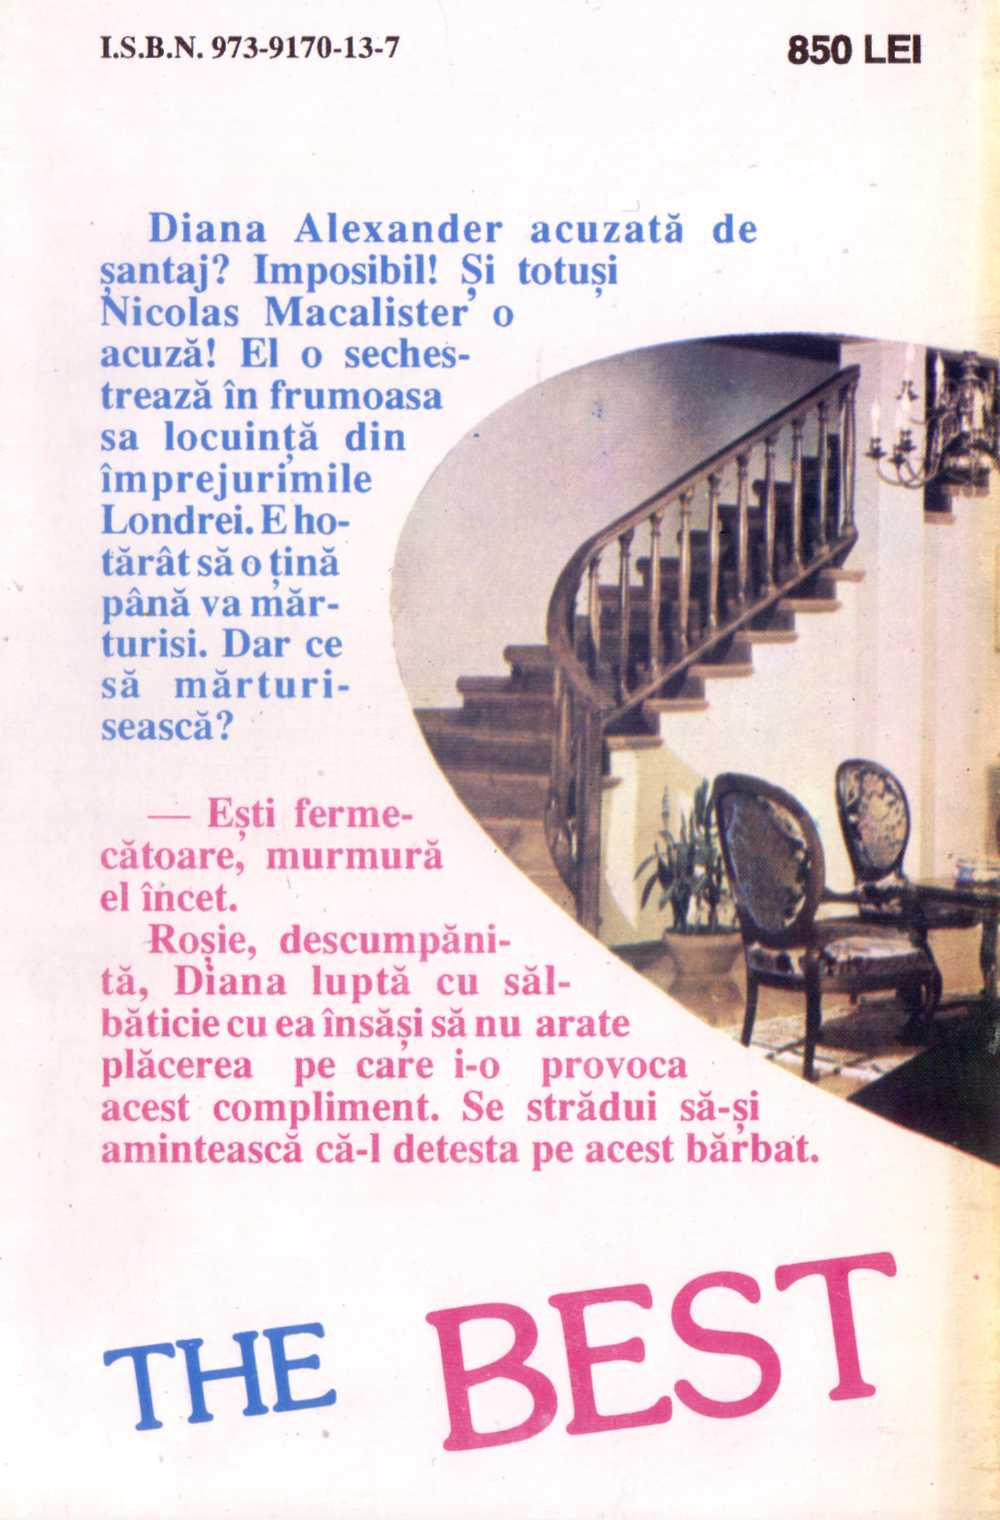 I.S.B.N. 973-9170-13-7
850 LEI
Diana Alexander acuzată de
șantaj? Imposibil! Și totuși
Nicolas Macalister o
acuză! El o seches-
trează în frumoasa
sa locuință din
împrejurimile
Londrei. E ho-
tărât să o țină
până va măr-
turisi. Dar ce
să mărturi-
sească?
— Ești ferme-
cătoare, murmură
el încet.
Roșie, descumpăni-
tă, Diana luptă cu săl-
băticie cu ea însăși să nu arate
plăcerea pe care i-o provoca
acest compliment. Se strădui să-și
amintească că-l detesta pe acest bărbat.
THE BEST